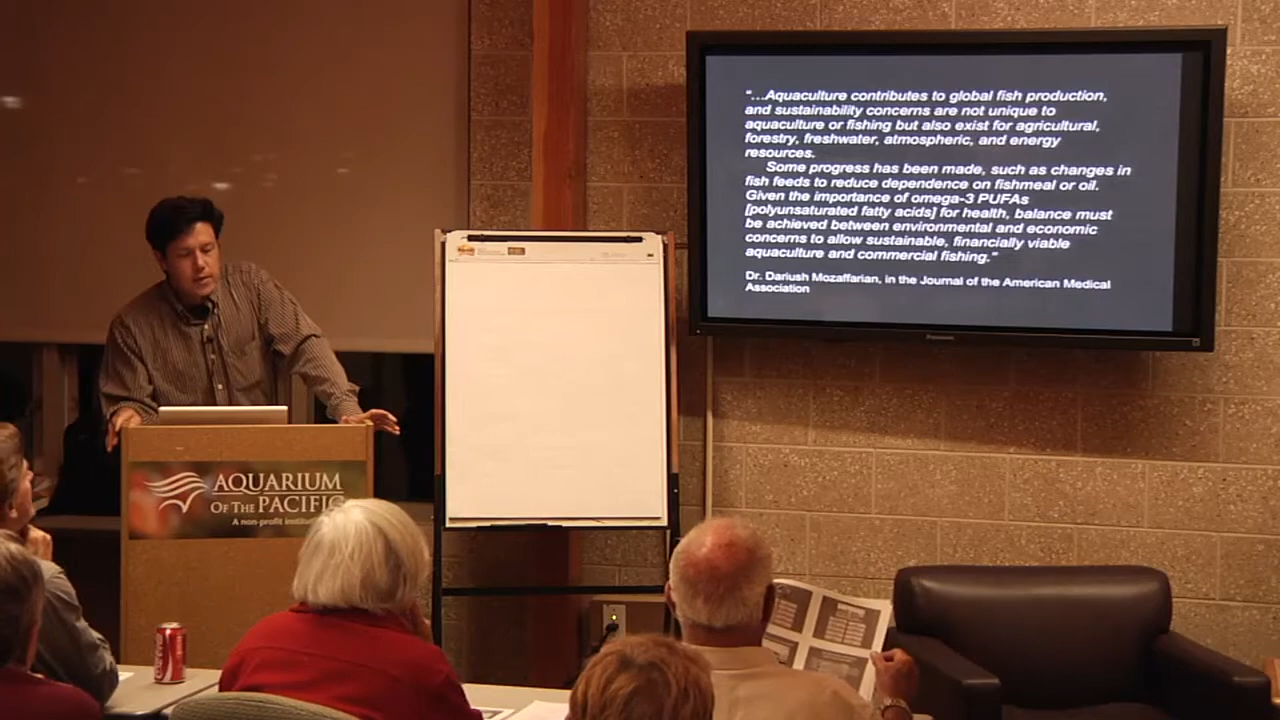 “…Aquaculture contributes to global fish production,
and sustainability concerns are not unique to
aquaculture or fishing but also exist for agricultural,
forestry, freshwater, atmospheric, and energy
resources.
Some progress has been made, such as changes in
fish feeds to reduce dependence on fishmeal or oil.
Given the importance of omega-3 PUFAs
[polyunsaturated fatty acids] for health, balance must
be achieved between environmental and economic
concerns to allow sustainable, financially viable
aquaculture and commercial fishing.”
Dr. Dariush Mozaffarian, in the Journal of the American Medical
Association
Panasonic
AQUARIUM
OF THE PACIFIC
A non-profit